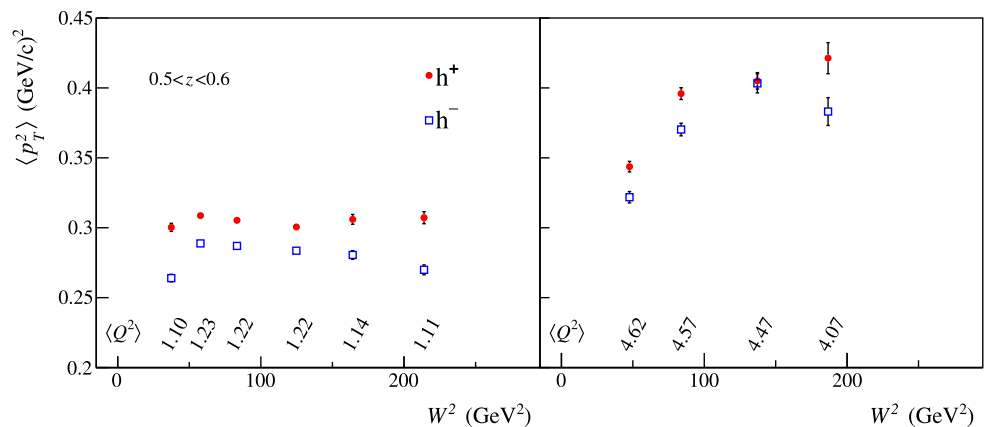 ⟨p_T^2⟩ (GeV/c)^2
0.45
0.4
0.35
0.3
0.25
0.2
0.5<z<0.6
h^+
h^−
⟨Q^2⟩ 1.10 1.23 1.22 1.22 1.14 1.11
0 100 200
W^2 (GeV^2)
⟨Q^2⟩ 4.62 4.57 4.47 4.07
0 100 200
W^2 (GeV^2)